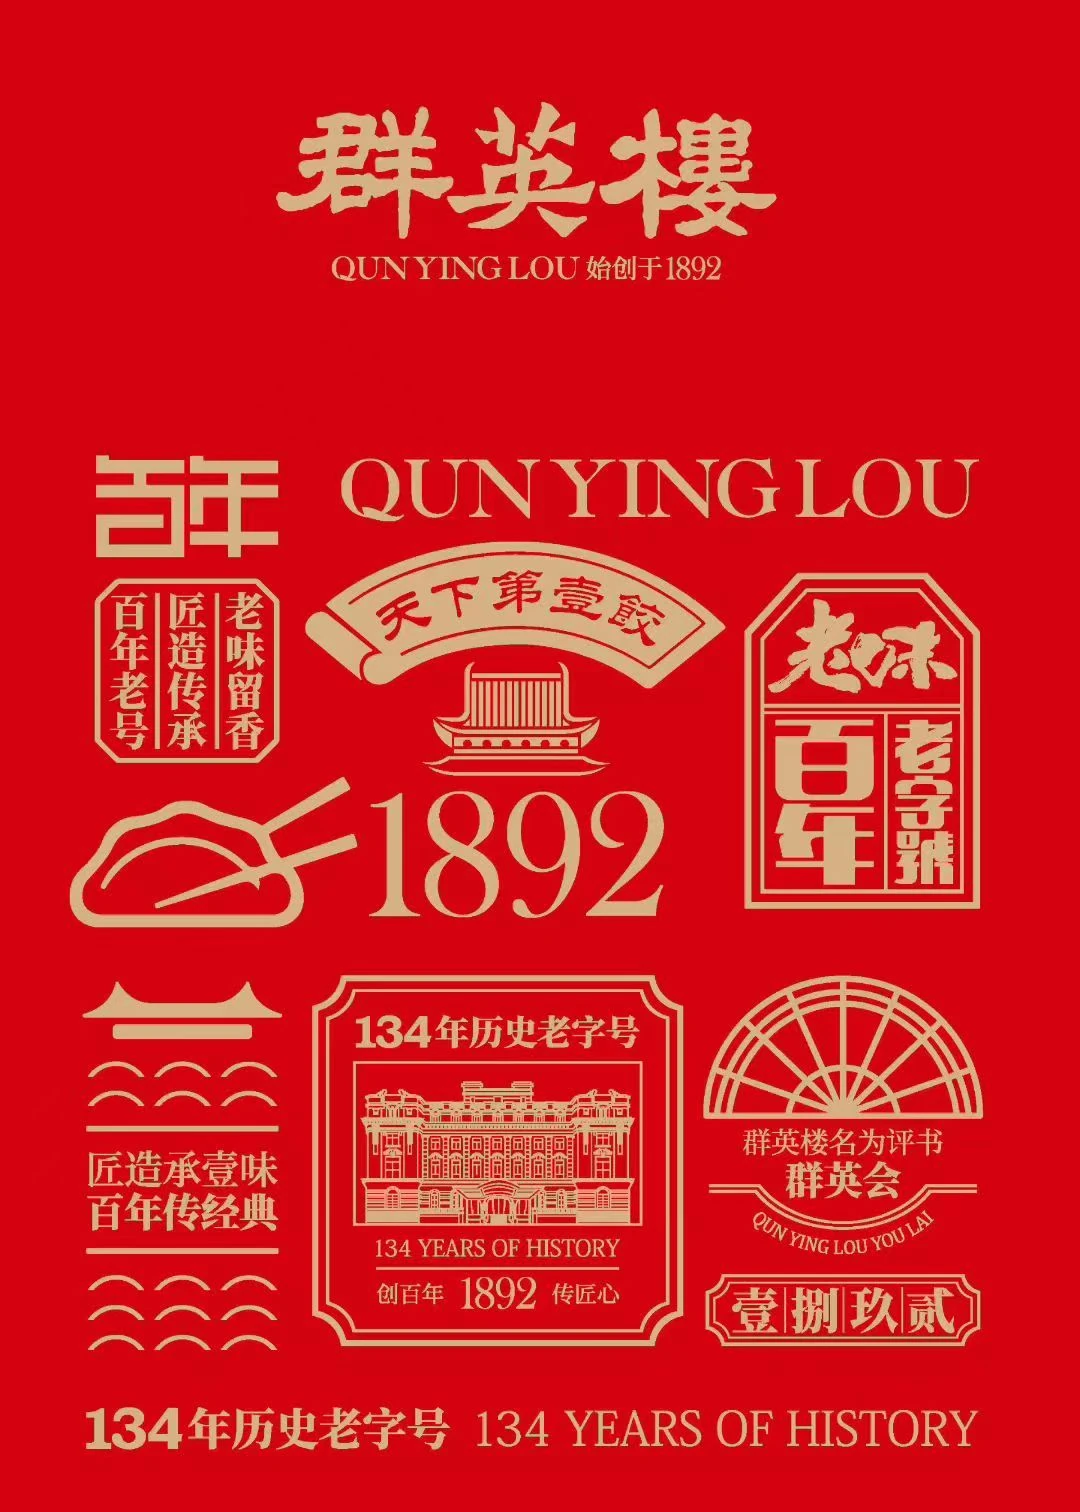 群英樓
QUN YING LOU 始创于1892
百年
QUN YING LOU
天下第壹餃
老味留香
匠造传承
百年老号
老味
百年
老字號
1892
134年历史老字号
134 YEARS OF HISTORY
创百年 1892 传匠心
匠造承壹味
百年传经典
群英楼名为评书
群英会
QUN YING LOU YOU LAI
壹捌玖贰
134年历史老字号 134 YEARS OF HISTORY